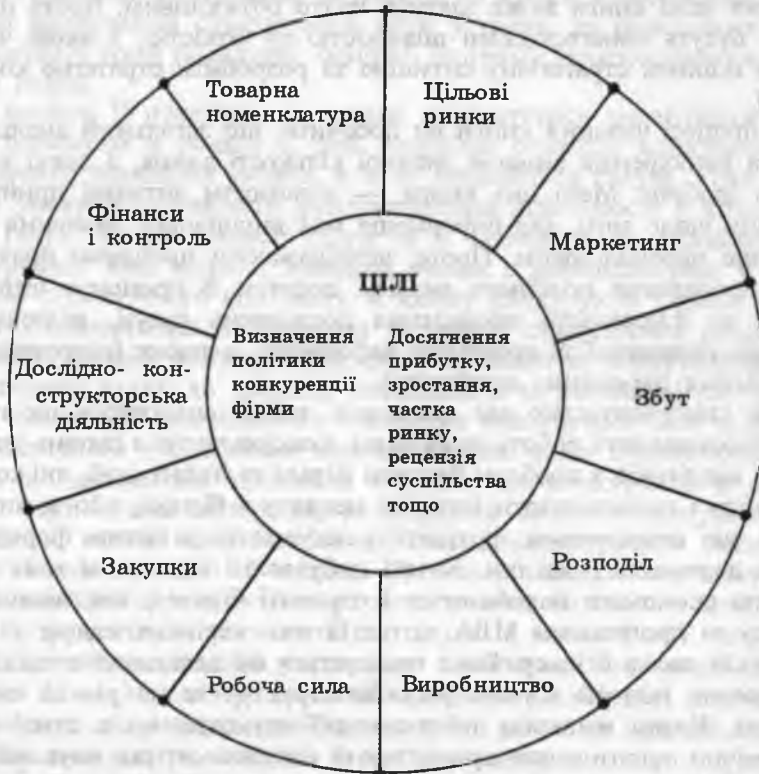 Товарна
номенклатура
Цільові
ринки
Маркетинг
Збут
Розподіл
Виробництво
Робоча сила
Закупки
Дослідно- кон-
структорська
діяльність
Фінанси
і контроль
ЦІЛІ
Визначення
політики
конкуренції
фірми
Досягнення
прибутку,
зростання,
частка
ринку,
рецензія
суспільства
тощо